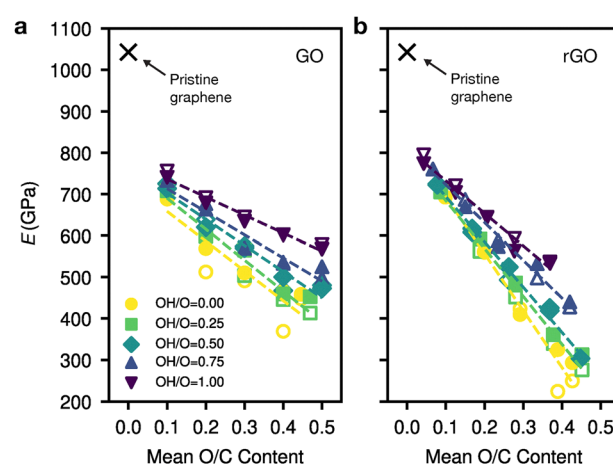 a
b
1100
1000
900
800
700
600
500
400
300
200
E(GPa)
GO
Pristine
graphene
OH/O=0.00
OH/O=0.25
OH/O=0.50
OH/O=0.75
OH/O=1.00
0.0 0.1 0.2 0.3 0.4 0.5
Mean O/C Content
rGO
Pristine
graphene
0.0 0.1 0.2 0.3 0.4 0.5
Mean O/C Content